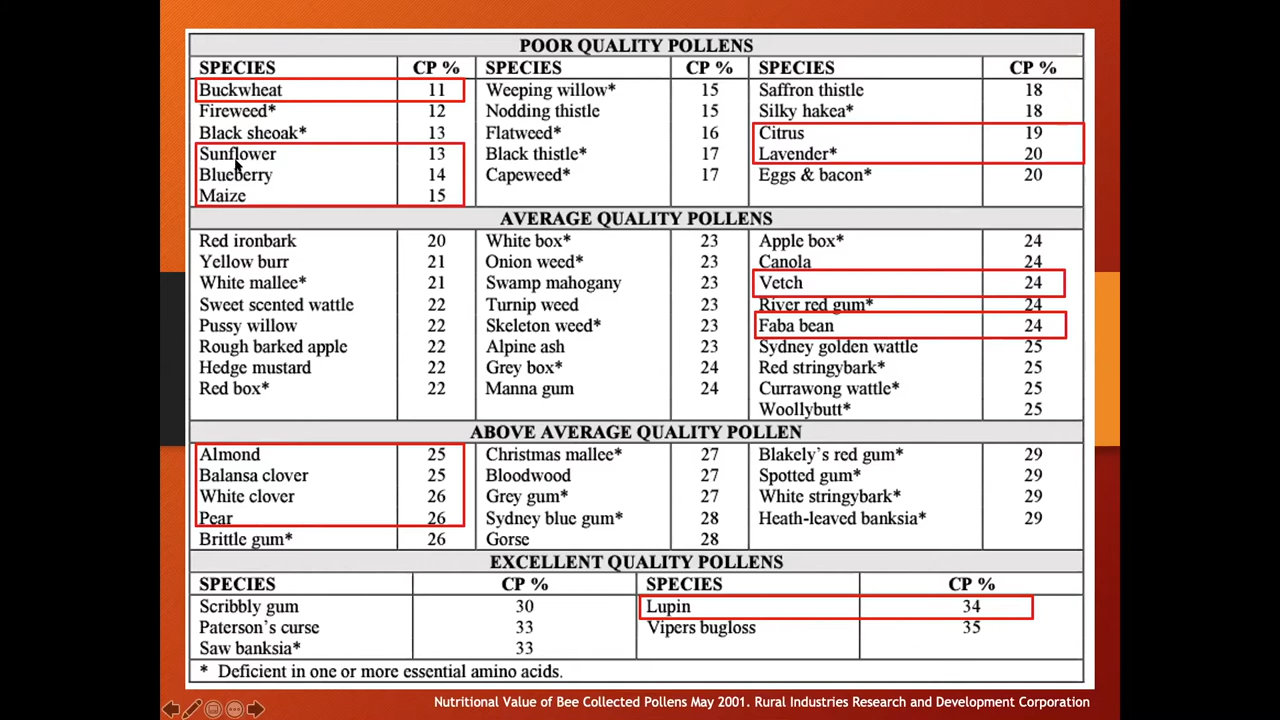 POOR QUALITY POLLENS
SPECIES CP % SPECIES CP % SPECIES CP %
Buckwheat 11 Weeping willow* 15 Saffron thistle 18
Fireweed* 12 Nodding thistle 15 Silky hakea* 18
Black sheoak* 13 Flatweed* 16 Citrus 19
Sunflower 13 Black thistle* 17 Lavender* 20
Blueberry 14 Capeweed* 17 Eggs & bacon* 20
Maize 15
AVERAGE QUALITY POLLENS
Red ironbark 20 White box* 23 Apple box* 24
Yellow burr 21 Onion weed* 23 Canola 24
White mallee* 21 Swamp mahogany 23 Vetch 24
Sweet scented wattle 22 Turnip weed 23 River red gum* 24
Pussy willow 22 Skeleton weed* 23 Faba bean 24
Rough barked apple 22 Alpine ash 23 Sydney golden wattle 25
Hedge mustard 22 Grey box* 24 Red stringybark* 25
Red box* 22 Manna gum 24 Currawong wattle* 25
Woollybutt* 25
ABOVE AVERAGE QUALITY POLLEN
Almond 25 Christmas mallee* 27 Blakely's red gum* 29
Balansa clover 25 Bloodwood 27 Spotted gum* 29
White clover 26 Grey gum* 27 White stringybark* 29
Pear 26 Sydney blue gum* 28 Heath-leaved banksia* 29
Brittle gum* 26 Gorse 28
EXCELLENT QUALITY POLLENS
SPECIES CP % SPECIES CP %
Scribbly gum 30 Lupin 34
Paterson's curse 33 Vipers bugloss 35
Saw banksia* 33
* Deficient in one or more essential amino acids.
Nutritional Value of Bee Collected Pollens May 2001. Rural Industries Research and Development Corporation